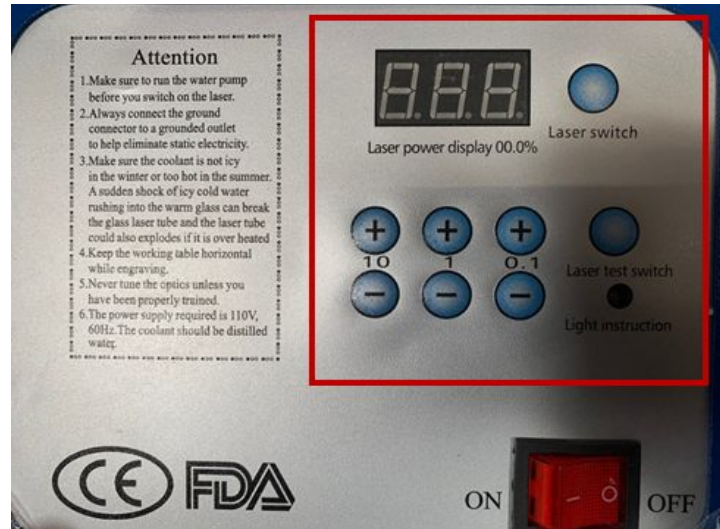 Attention
1.Make sure to run the water pump
before you switch on the laser.
2.Always connect the ground
connector to a grounded outlet
to help eliminate static electricity.
3.Make sure the coolant is not icy
in the winter or too hot in the summer.
A sudden shock of icy cold water
rushing into the warm glass can break
the glass laser tube and the laser tube
could also explodes if it is over heated
4.Keep the working table horizontal
while engraving.
5.Never tune the optics unless you
have been properly trained.
6.The power supply required is 110V,
60Hz.The coolant should be distilled
water.
Laser switch
Laser power display 00.0%
+ + +
10 1 0.1
- - -
Laser test switch
Light instruction
CE FDA
ON OFF